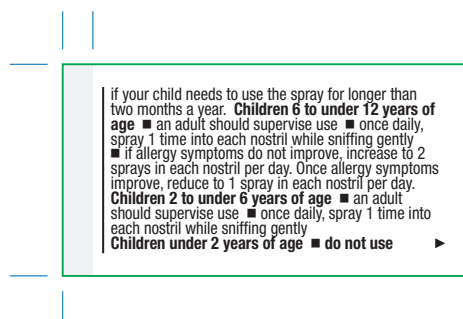 if your child needs to use the spray for longer than
two months a year. Children 6 to under 12 years of
age ■ an adult should supervise use ■ once daily,
spray 1 time into each nostril while sniffing gently
■ if allergy symptoms do not improve, increase to 2
sprays in each nostril per day. Once allergy symptoms
improve, reduce to 1 spray in each nostril per day.
Children 2 to under 6 years of age ■ an adult
should supervise use ■ once daily, spray 1 time into
each nostril while sniffing gently
Children under 2 years of age ■ do not use ►